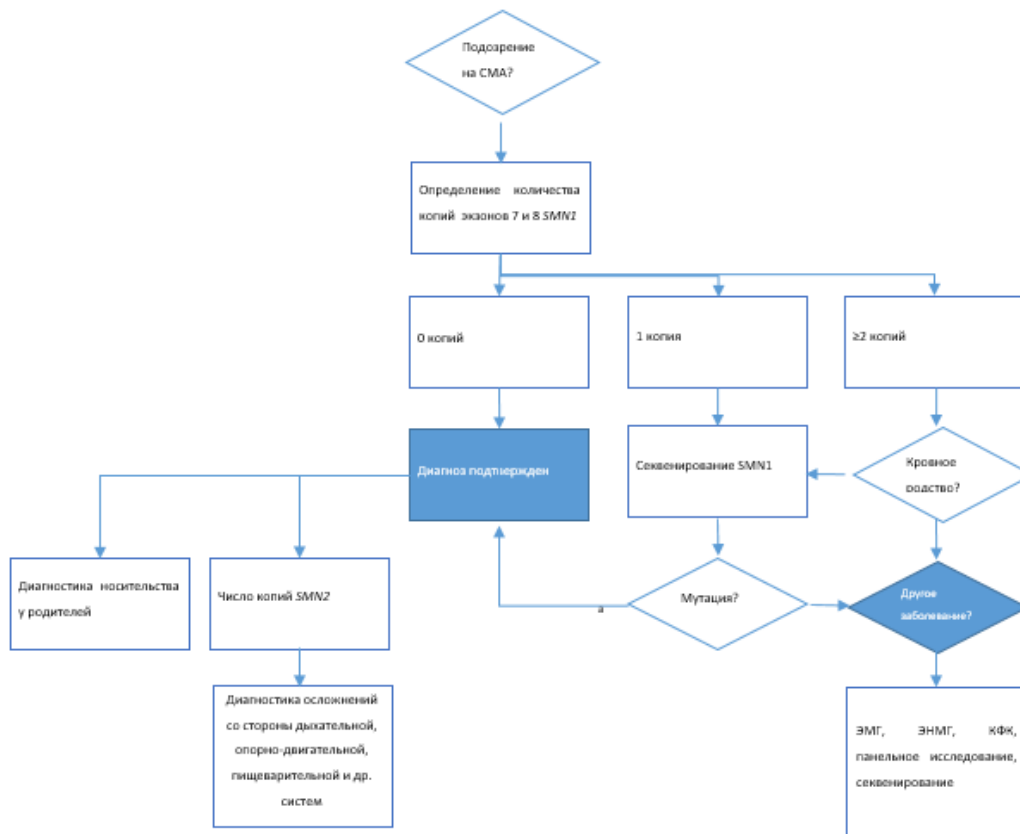 Подозрение
на СМА?
Определение количества
копий экзонов 7 и 8 SMN1
0 копий
1 копия
≥2 копий
Диагноз подтвержден
Секвенирование SMN1
Кровное
родство?
Диагностика носительства
у родителей
Число копий SMN2
Мутация?
а
Другое
заболевание?
Диагностика осложнений
со стороны дыхательной,
опорно-двигательной,
пищеварительной и др.
систем
ЭМГ, ЭНМГ, КФК,
панельное исследование,
секвенирование